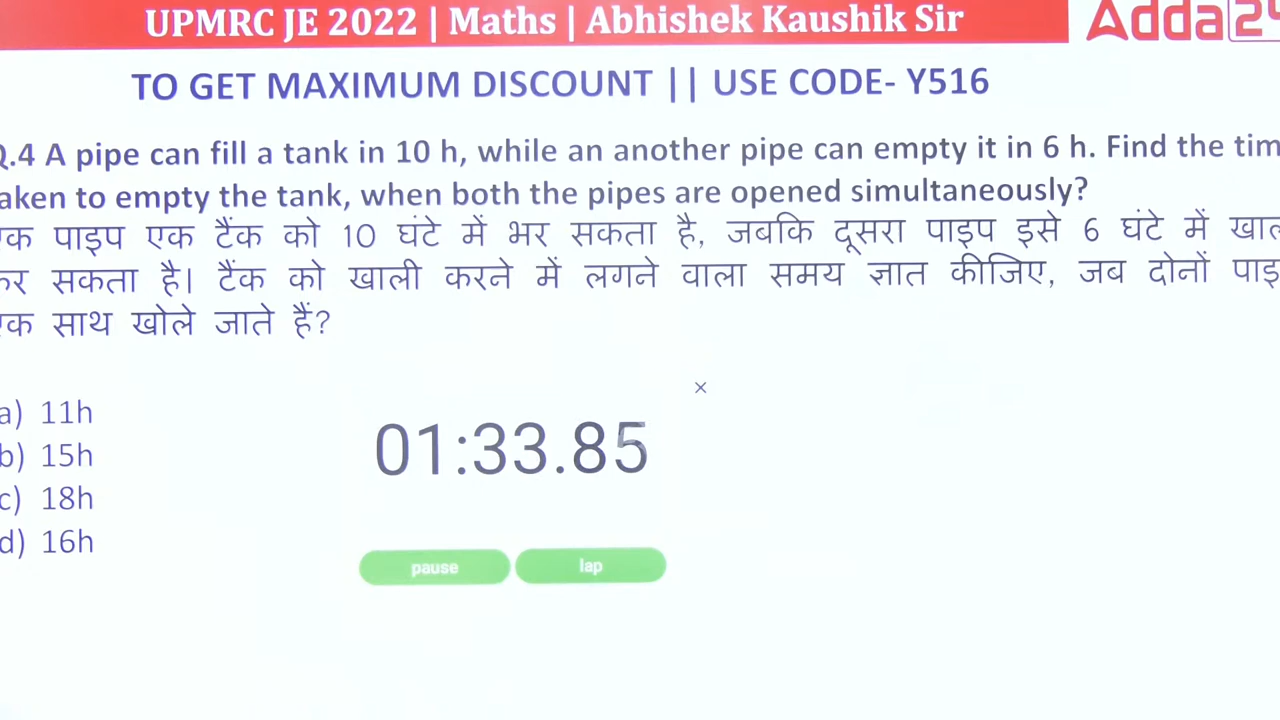 UPMRC JE 2022 | Maths | Abhishek Kaushik Sir
Adda24
TO GET MAXIMUM DISCOUNT || USE CODE- Y516
Q.4 A pipe can fill a tank in 10 h, while an another pipe can empty it in 6 h. Find the tim
aken to empty the tank, when both the pipes are opened simultaneously?
एक पाइप एक टैंक को 10 घंटे में भर सकता है, जबकि दूसरा पाइप इसे 6 घंटे में खाल
कर सकता है। टैंक को खाली करने में लगने वाला समय ज्ञात कीजिए, जब दोनों पाइ
एक साथ खोले जाते हैं?
a) 11h
b) 15h
c) 18h
d) 16h
×
01:33.85
pause
lap